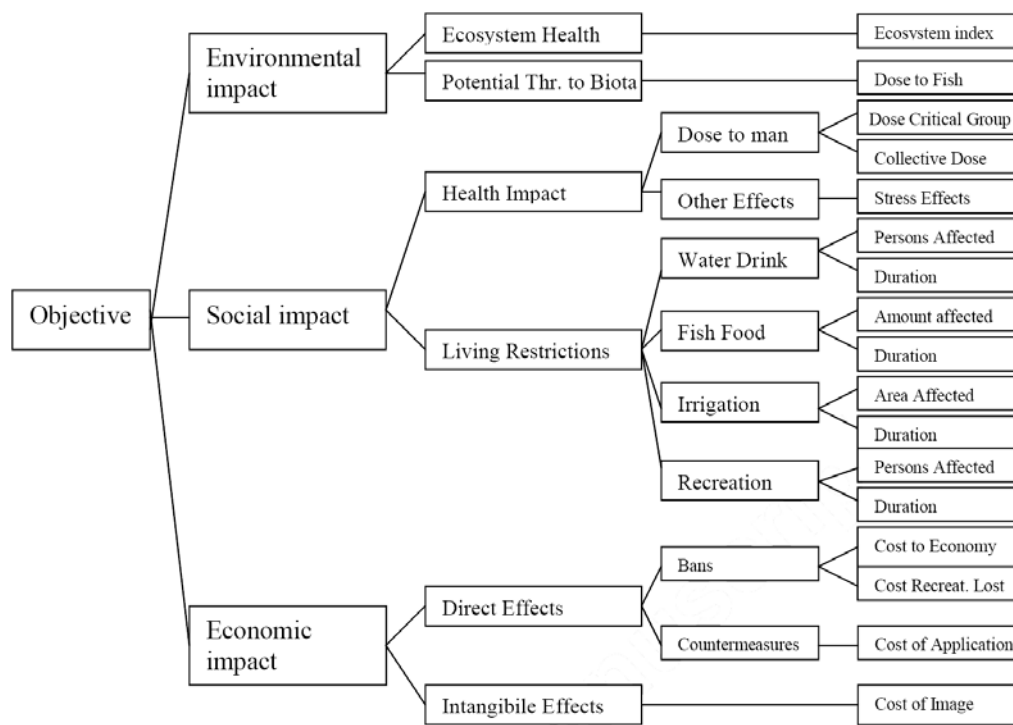 Ecosystem Health
Ecosvstem index
Environmental
impact
Potential Thr. to Biota
Dose to Fish
Dose to man
Dose Critical Group
Collective Dose
Health Impact
Other Effects
Stress Effects
Water Drink
Persons Affected
Duration
Objective
Social impact
Living Restrictions
Fish Food
Amount affected
Duration
Irrigation
Area Affected
Duration
Recreation
Persons Affected
Duration
Bans
Cost to Economy
Cost Recreat. Lost
Direct Effects
Economic
impact
Countermeasures
Cost of Application
Intangibile Effects
Cost of Image